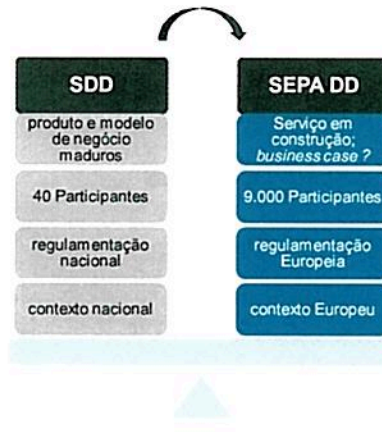 SDD
produto e modelo
de negócio
maduros
40 Participantes
regulamentação
nacional
contexto nacional
SEPA DD
Serviço em
construção;
business case ?
9.000 Participantes
regulamentação
Europeia
contexto Europeu